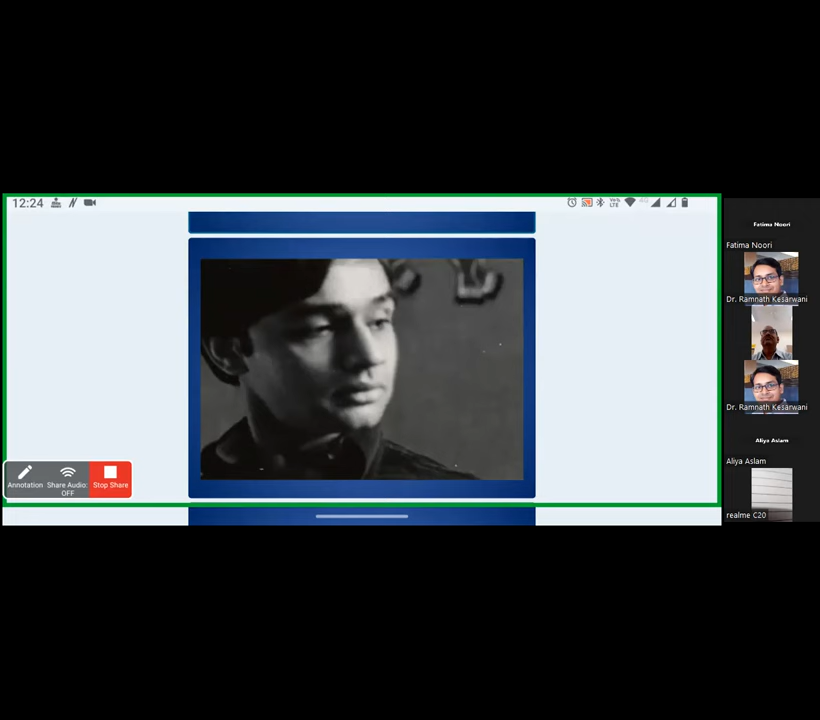 12:24
Fatima Noori
Fatima Noori
Dr. Ramnath Kesarwani
Dr. Ramnath Kesarwani
Aliya Aslam
Aliya Aslam
realme C20
Annotation
Share Audio:
OFF
Stop Share